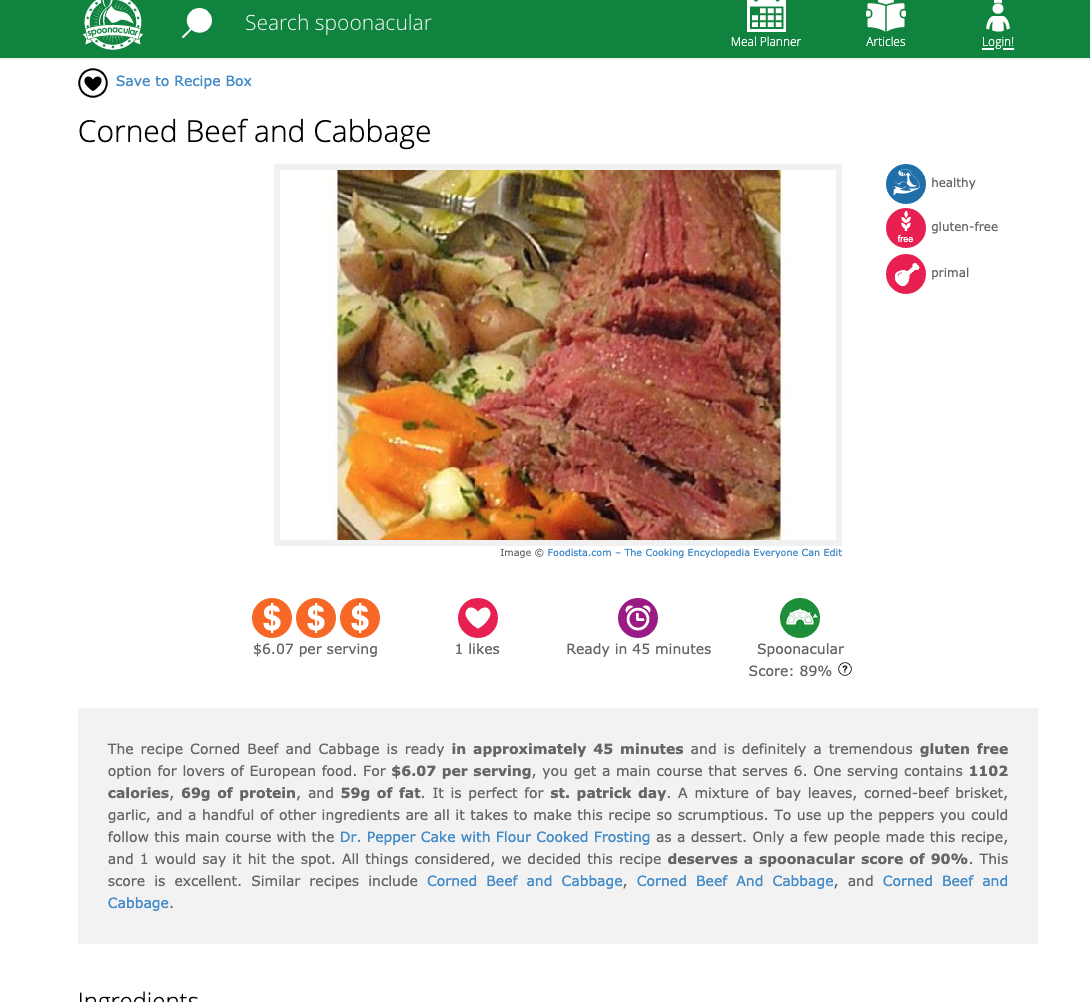 spoonacular
Search spoonacular
Meal Planner
Articles
Login!
Save to Recipe Box
Corned Beef and Cabbage
healthy
free
gluten-free
primal
Image © Foodista.com – The Cooking Encyclopedia Everyone Can Edit
$ $ $
$6.07 per serving
1 likes
Ready in 45 minutes
Spoonacular
Score: 89% ?
The recipe Corned Beef and Cabbage is ready in approximately 45 minutes and is definitely a tremendous gluten free
option for lovers of European food. For $6.07 per serving, you get a main course that serves 6. One serving contains 1102
calories, 69g of protein, and 59g of fat. It is perfect for st. patrick day. A mixture of bay leaves, corned-beef brisket,
garlic, and a handful of other ingredients are all it takes to make this recipe so scrumptious. To use up the peppers you could
follow this main course with the Dr. Pepper Cake with Flour Cooked Frosting as a dessert. Only a few people made this recipe,
and 1 would say it hit the spot. All things considered, we decided this recipe deserves a spoonacular score of 90%. This
score is excellent. Similar recipes include Corned Beef and Cabbage, Corned Beef And Cabbage, and Corned Beef and
Cabbage.
Ingredients